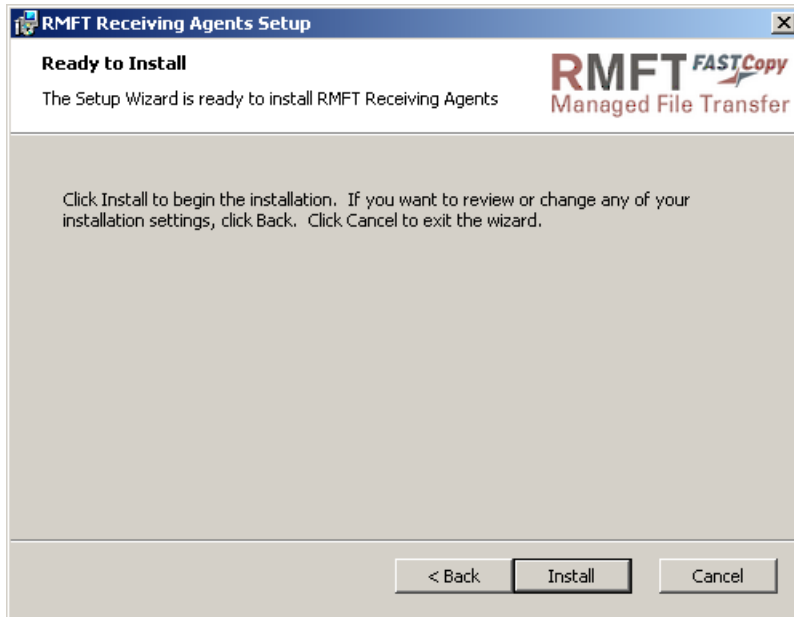 RMFT Receiving Agents Setup
Ready to Install
The Setup Wizard is ready to install RMFT Receiving Agents
RMFT FASTCopy
Managed File Transfer
Click Install to begin the installation. If you want to review or change any of your
installation settings, click Back. Click Cancel to exit the wizard.
< Back Install Cancel